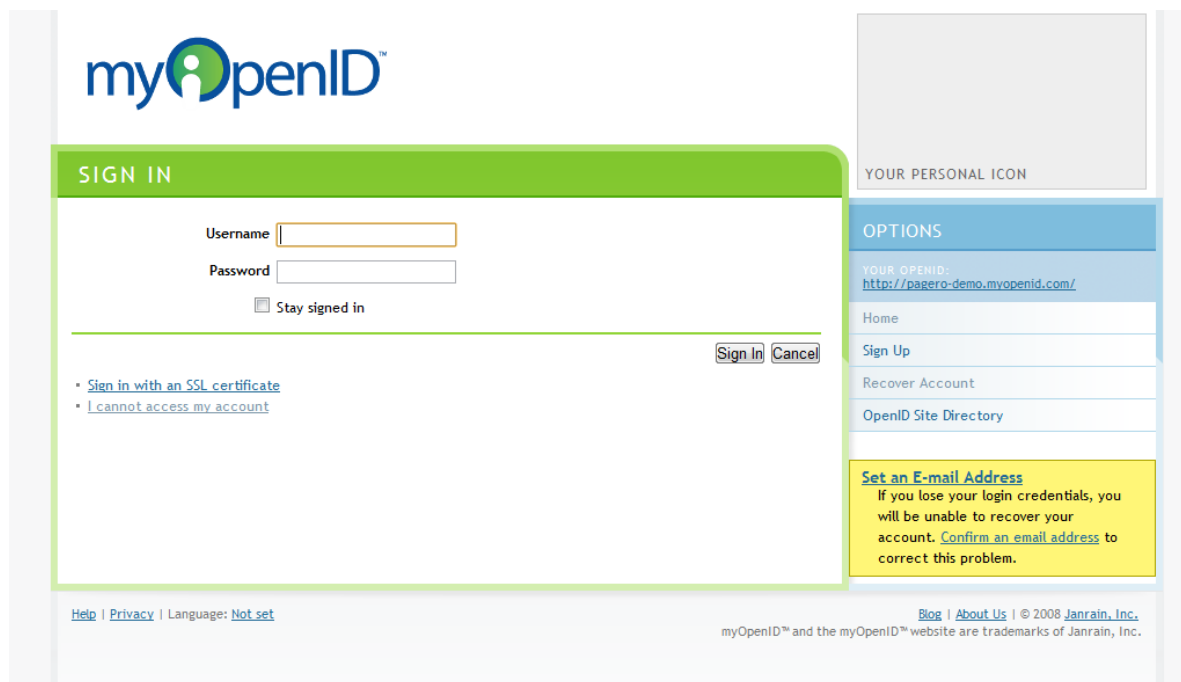 myOpenID™
YOUR PERSONAL ICON
SIGN IN
Username
Password
Stay signed in
Sign In Cancel
▪ Sign in with an SSL certificate
▪ I cannot access my account
OPTIONS
YOUR OPENID:
http://pagero-demo.myopenid.com/
Home
Sign Up
Recover Account
OpenID Site Directory
Set an E-mail Address
If you lose your login credentials, you
will be unable to recover your
account. Confirm an email address to
correct this problem.
Help | Privacy | Language: Not set
Blog | About Us | © 2008 Janrain, Inc.
myOpenID™ and the myOpenID™ website are trademarks of Janrain, Inc.